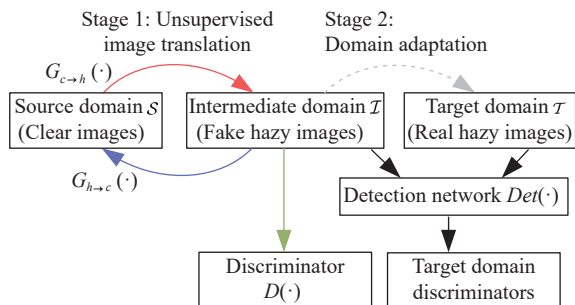 Stage 1: Unsupervised
image translation
Stage 2:
Domain adaptation
G_{c→h}(·)
Source domain 𝒮
(Clear images)
Intermediate domain ℐ
(Fake hazy images)
Target domain 𝒯
(Real hazy images)
G_{h→c}(·)
Detection network Det(·)
Discriminator
D(·)
Target domain
discriminators